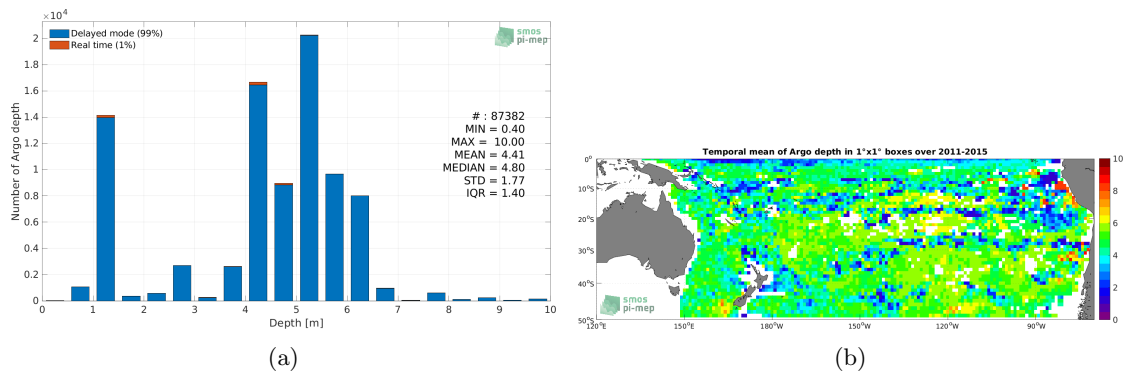 ×10⁴
Delayed mode (99%)
Real time (1%)
smos
pi-mep
2
1.8
1.6
1.4
1.2
1
0.8
0.6
0.4
0.2
0
Number of Argo depth
# : 87382
MIN = 0.40
MAX = 10.00
MEAN = 4.41
MEDIAN = 4.80
STD = 1.77
IQR = 1.40
0 1 2 3 4 5 6 7 8 9 10
Depth [m]
(a)
Temporal mean of Argo depth in 1°x1° boxes over 2011-2015
0°
10°S
20°S
30°S
40°S
50°S
smos
pi-mep
120°E 150°E 180°W 150°W 120°W 90°W
10
8
6
4
2
0
(b)